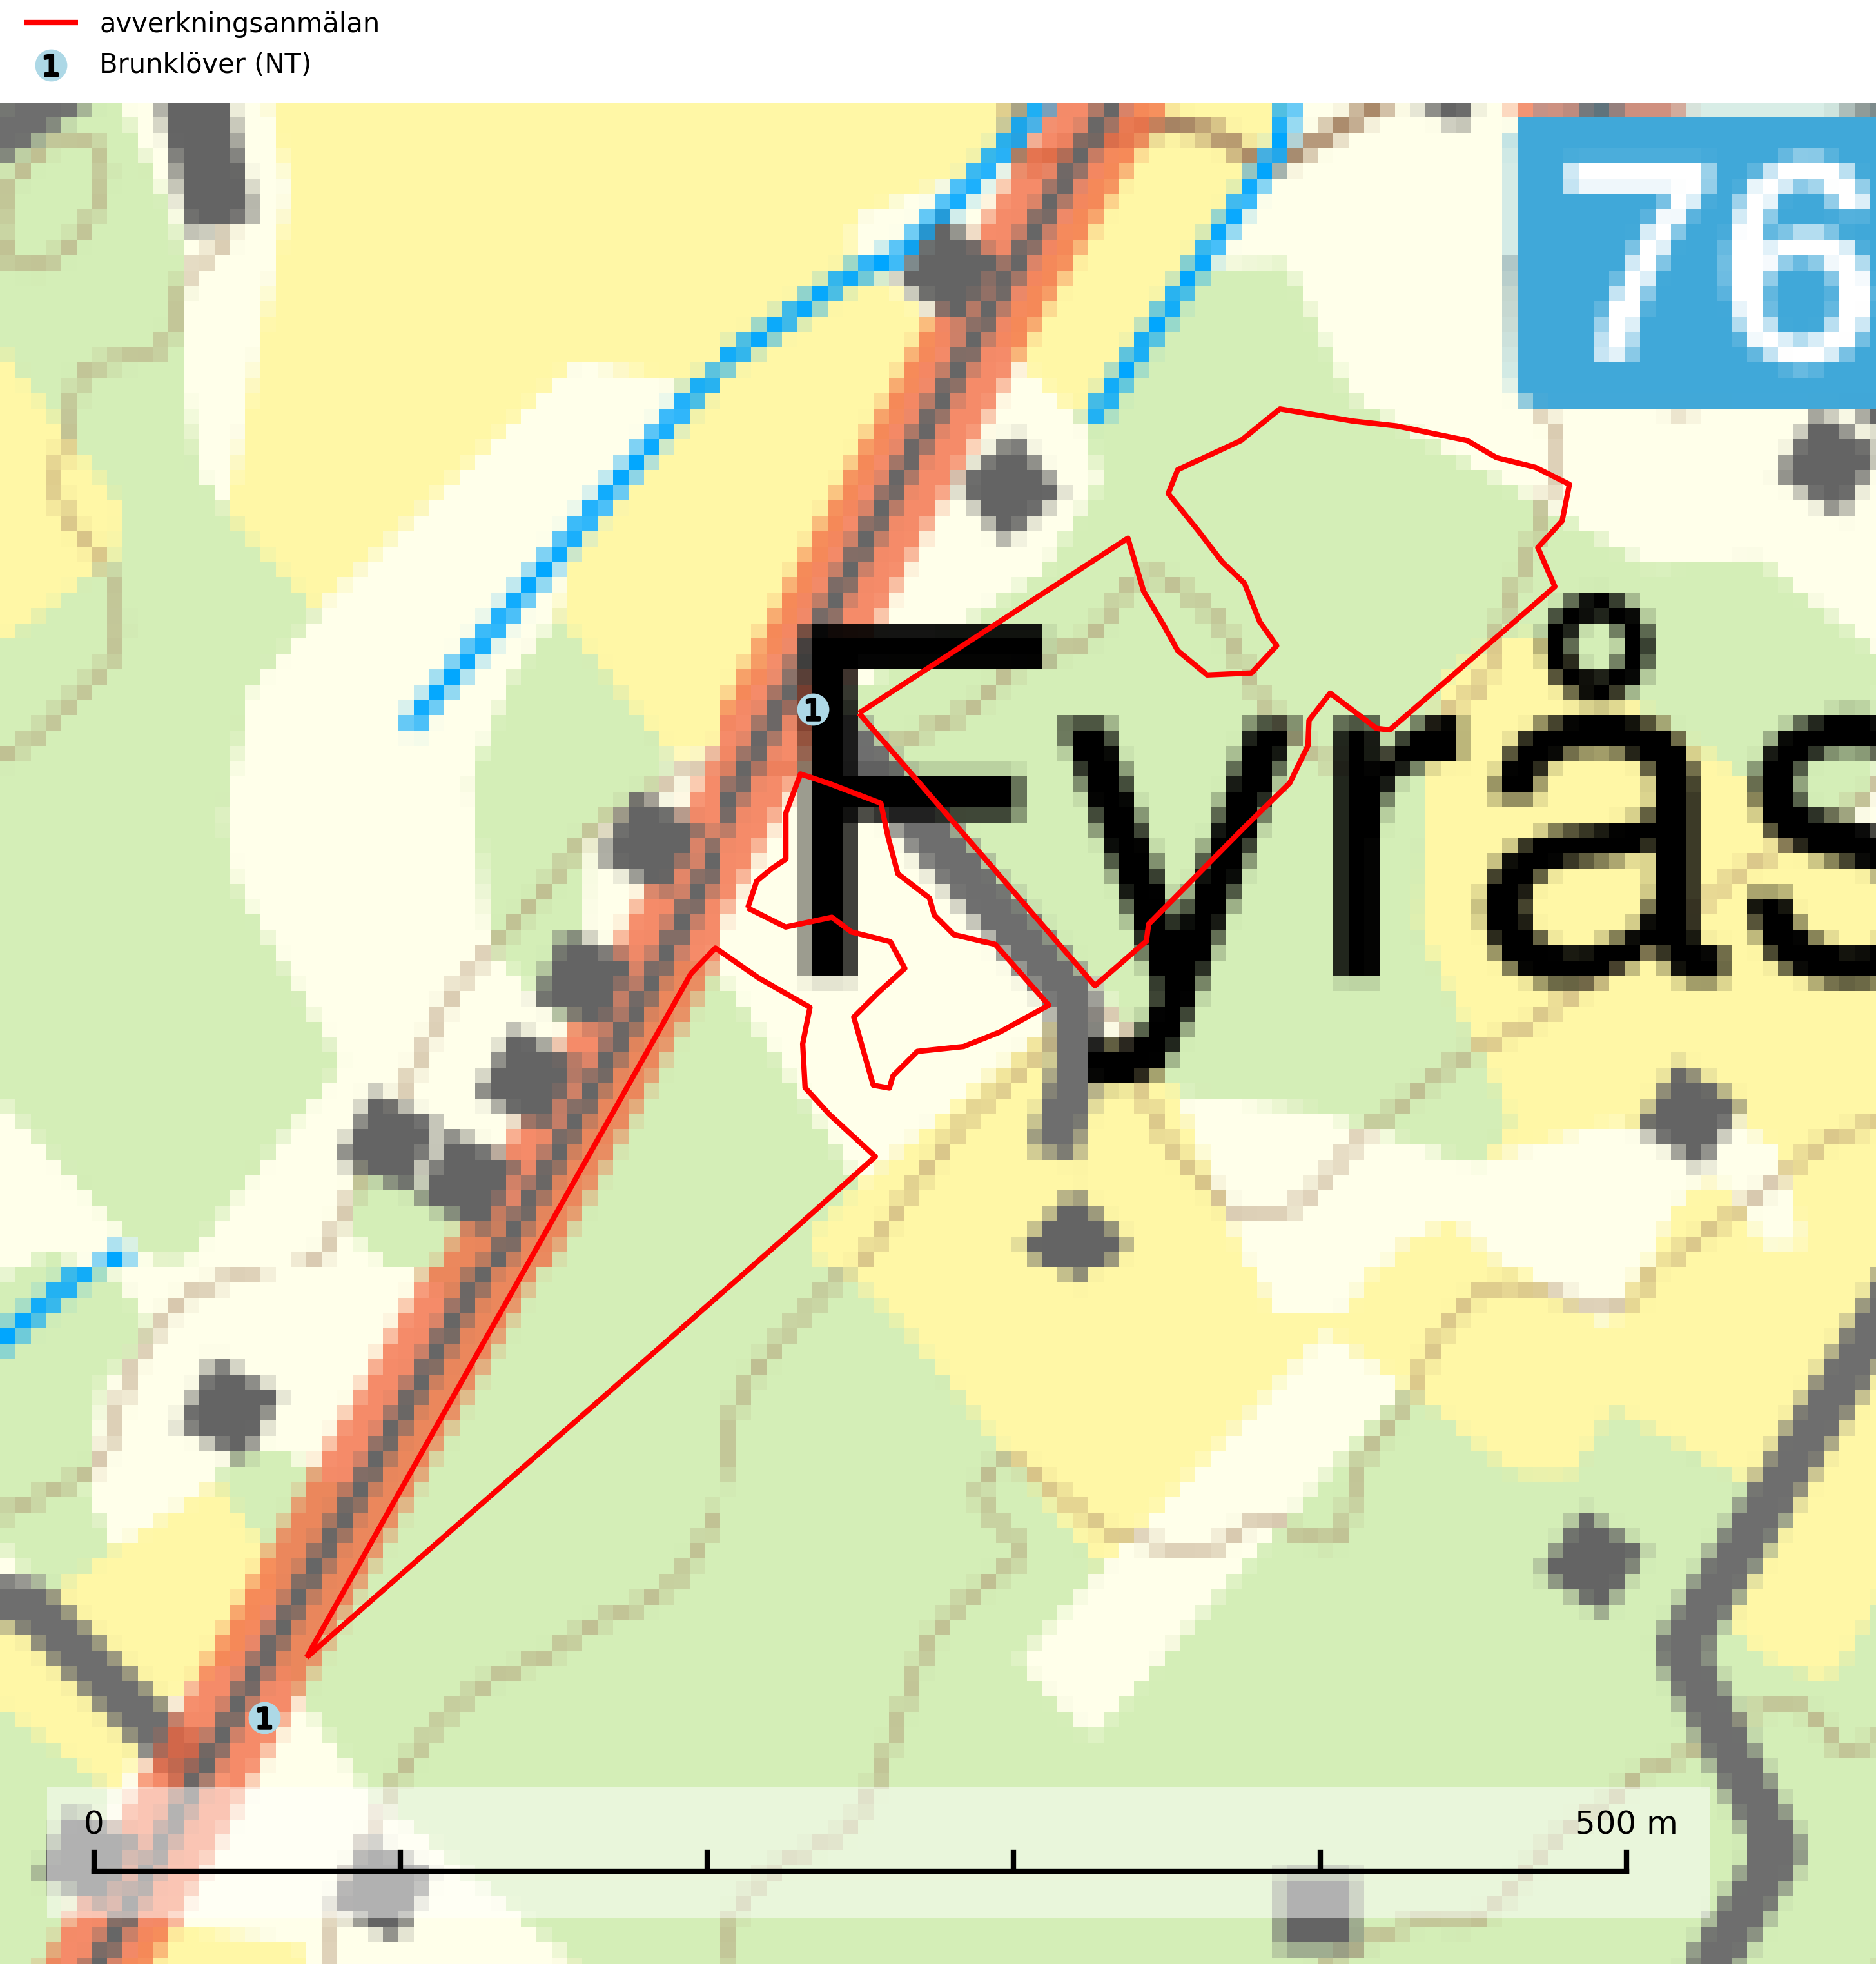 avverkningsanmälan
1 Brunklöver (NT)
76
Fyrås
1
1
0 500 m